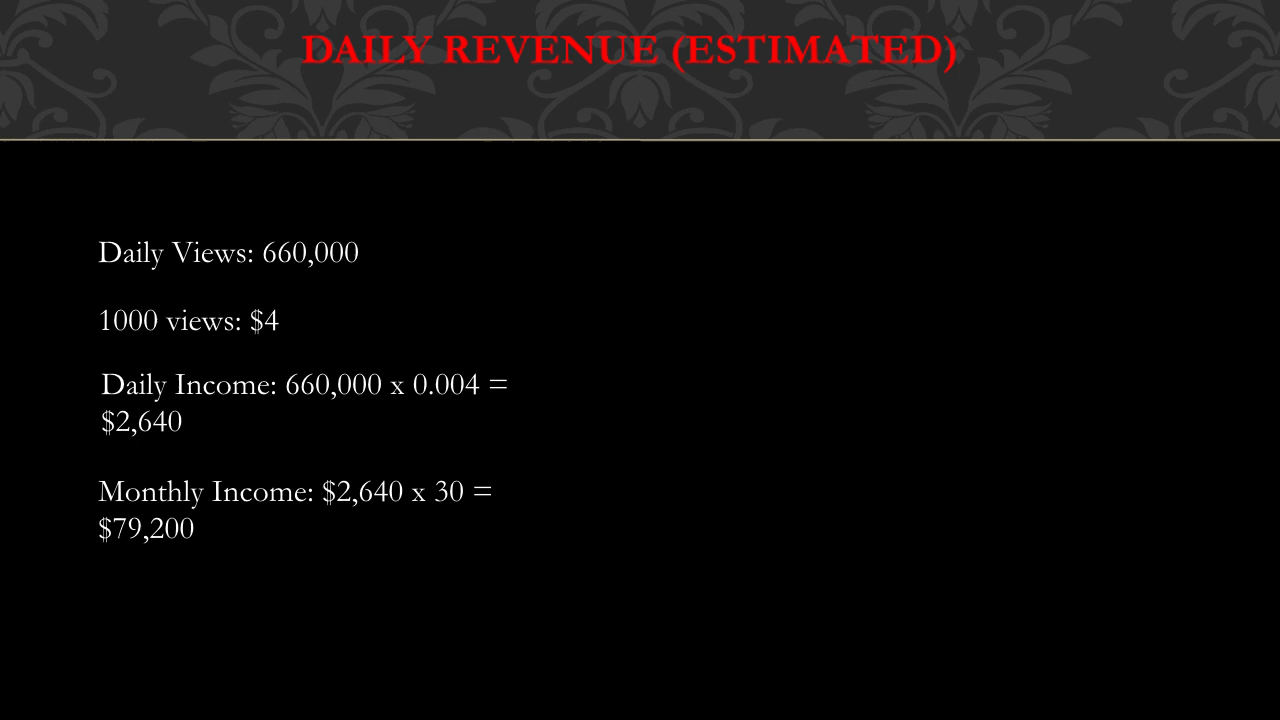 DAILY REVENUE (ESTIMATED)
Daily Views: 660,000
1000 views: $4
Daily Income: 660,000 x 0.004 =
$2,640
Monthly Income: $2,640 x 30 =
$79,200